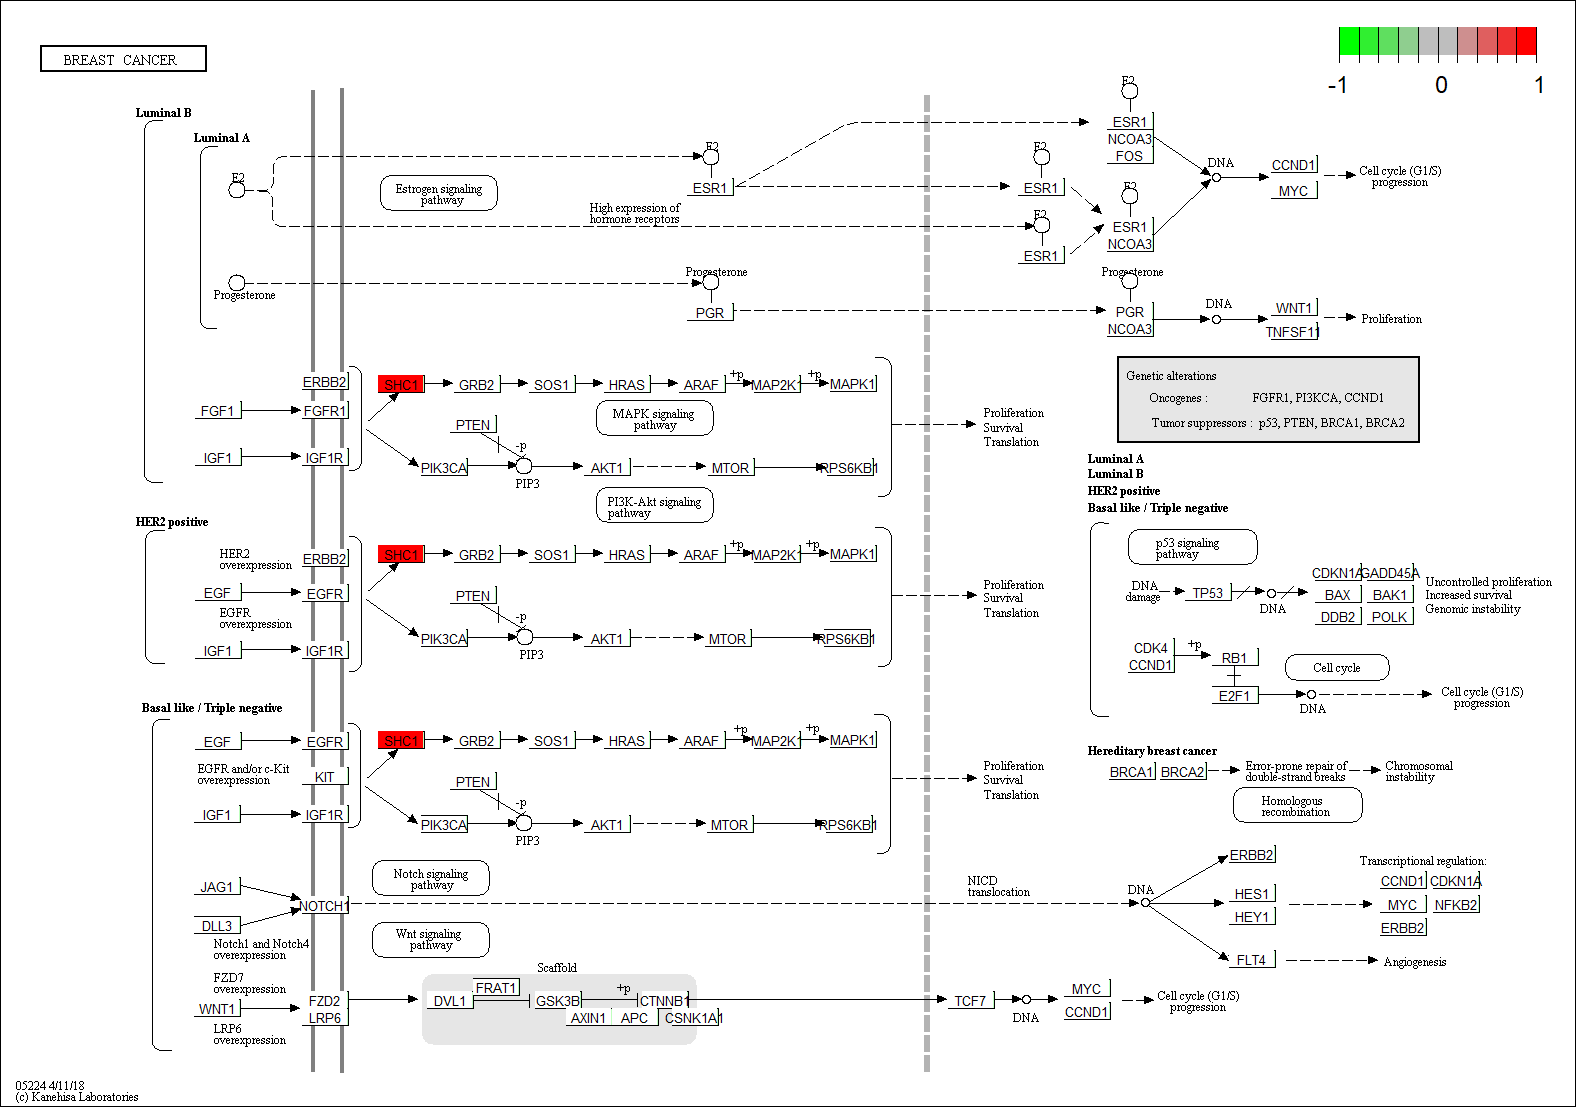 BREAST CANCER
-1
0
1
Luminal B
Luminal A
E2
E2
ESR1
Estrogen signaling
pathway
High expression of
hormone receptors
E2
ESR1
E2
ESR1
E2
ESR1
NCOA3
FOS
E2
ESR1
NCOA3
DNA
CCND1
MYC
Cell cycle (G1/S)
progression
Progesterone
Progesterone
PGR
Progesterone
PGR
NCOA3
DNA
WNT1
TNFSF11
Proliferation
ERBB2
FGF1
FGFR1
IGF1
IGF1R
SHC1
GRB2
SOS1
HRAS
ARAF
+p
MAP2K1
+p
MAPK1
MAPK signaling
pathway
PTEN
-p
PIK3CA
PIP3
AKT1
MTOR
RPS6KB1
PI3K-Akt signaling
pathway
Proliferation
Survival
Translation
Genetic alterations
Oncogenes : FGFR1, PI3KCA, CCND1
Tumor suppressors : p53, PTEN, BRCA1, BRCA2
HER2 positive
HER2
overexpression
ERBB2
EGF
EGFR
EGFR
overexpression
IGF1
IGF1R
SHC1
GRB2
SOS1
HRAS
ARAF
+p
MAP2K1
+p
MAPK1
PTEN
-p
PIK3CA
PIP3
AKT1
MTOR
RPS6KB1
Proliferation
Survival
Translation
Luminal A
Luminal B
HER2 positive
Basal like / Triple negative
p53 signaling
pathway
DNA
damage
TP53
DNA
CDKN1A
GADD45A
BAX
BAK1
DDB2
POLK
Uncontrolled proliferation
Increased survival
Genomic instability
CDK4
CCND1
+p
RB1
E2F1
Cell cycle
DNA
Cell cycle (G1/S)
progression
Basal like / Triple negative
EGF
EGFR
EGFR and/or c-Kit
overexpression
KIT
IGF1
IGF1R
SHC1
GRB2
SOS1
HRAS
ARAF
+p
MAP2K1
+p
MAPK1
PTEN
-p
PIK3CA
PIP3
AKT1
MTOR
RPS6KB1
Proliferation
Survival
Translation
Hereditary breast cancer
BRCA1
BRCA2
Error-prone repair of
double-strand breaks
Chromosomal
instability
Homologous
recombination
JAG1
DLL3
NOTCH1
Notch1 and Notch4
overexpression
Notch signaling
pathway
NICD
translocation
DNA
ERBB2
HES1
HEY1
FLT4
Transcriptional regulation:
CCND1
CDKN1A
MYC
NFKB2
ERBB2
Angiogenesis
Wnt signaling
pathway
FZD7
overexpression
WNT1
FZD2
LRP6
LRP6
overexpression
Scaffold
DVL1
FRAT1
GSK3B
+p
CTNNB1
AXIN1
APC
CSNK1A1
TCF7
DNA
MYC
CCND1
Cell cycle (G1/S)
progression
05224 4/11/18
(c) Kanehisa Laboratories